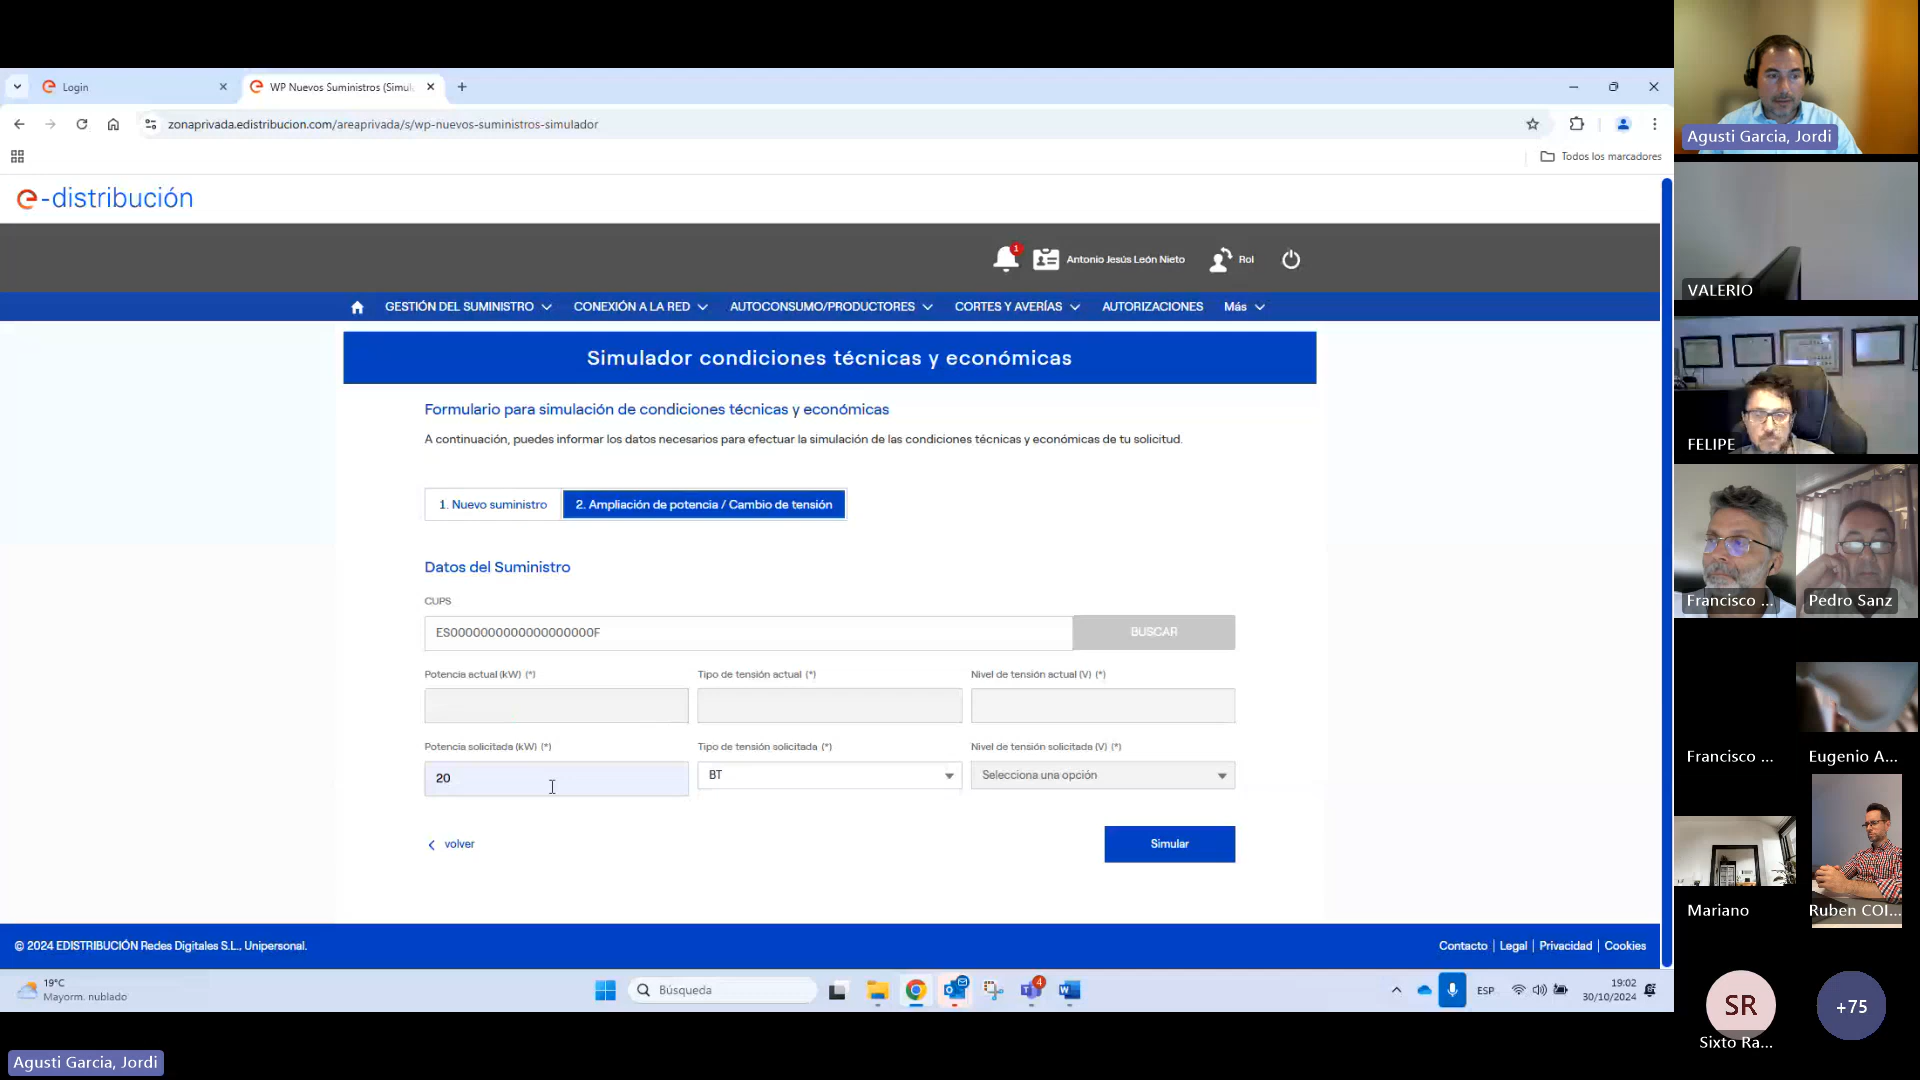 Login
WP Nuevos Suministros (Simul
zonaprivada.edistribucion.com/areaprivada/s/wp-nuevos-suministros-simulador
Todos los marcadores
e-distribución
1
Antonio Jesús León Nieto
Rol
GESTIÓN DEL SUMINISTRO
CONEXIÓN A LA RED
AUTOCONSUMO/PRODUCTORES
CORTES Y AVERÍAS
AUTORIZACIONES
Más
Simulador condiciones técnicas y económicas
Formulario para simulación de condiciones técnicas y económicas
A continuación, puedes informar los datos necesarios para efectuar la simulación de las condiciones técnicas y económicas de tu solicitud.
1. Nuevo suministro
2. Ampliación de potencia / Cambio de tensión
Datos del Suministro
CUPS
ES0000000000000000000F
BUSCAR
Potencia actual (kW) (*)
Tipo de tensión actual (*)
Nivel de tensión actual (V) (*)
Potencia solicitada (kW) (*)
Tipo de tensión solicitada (*)
Nivel de tensión solicitada (V) (*)
20
BT
Selecciona una opción
volver
Simular
© 2024 EDISTRIBUCIÓN Redes Digitales S.L., Unipersonal.
Contacto | Legal | Privacidad | Cookies
19°C
Mayorm. nublado
Búsqueda
4
ESP
19:02
30/10/2024
Agusti Garcia, Jordi
Agusti Garcia, Jordi
VALERIO
FELIPE
Francisco ...
Pedro Sanz
Francisco ...
Eugenio A...
Mariano
Ruben COI...
SR
Sixto Ra...
+75